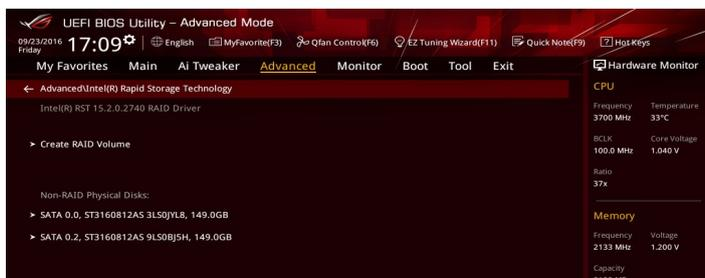 UEFI BIOS Utility – Advanced Mode
09/23/2016 Friday 17:09 English MyFavorite(F3) Qfan Control(F6) EZ Tuning Wizard(F11) Quick Note(F9) Hot Keys
My Favorites Main Ai Tweaker Advanced Monitor Boot Tool Exit Hardware Monitor
← Advanced\Intel(R) Rapid Storage Technology
Intel(R) RST 15.2.0.2740 RAID Driver
> Create RAID Volume
Non-RAID Physical Disks:
> SATA 0.0, ST3160812AS 3LS0JYL8, 149.0GB
> SATA 0.2, ST3160812AS 9LS0BJ5H, 149.0GB
CPU
Frequency Temperature
3700 MHz 33°C
BCLK Core Voltage
100.0 MHz 1.040 V
Ratio
37x
Memory
Frequency Voltage
2133 MHz 1.200 V
Capacity